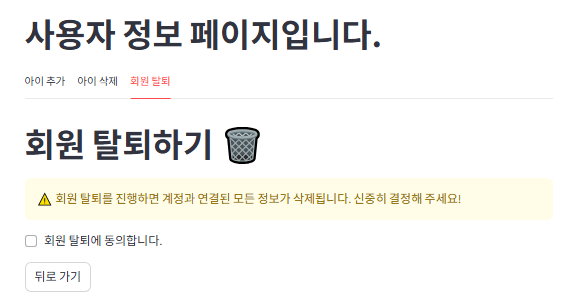 사용자 정보 페이지입니다.
아이 추가 아이 삭제 회원 탈퇴
회원 탈퇴하기 🗑️
⚠️ 회원 탈퇴를 진행하면 계정과 연결된 모든 정보가 삭제됩니다. 신중히 결정해 주세요!
회원 탈퇴에 동의합니다.
뒤로 가기